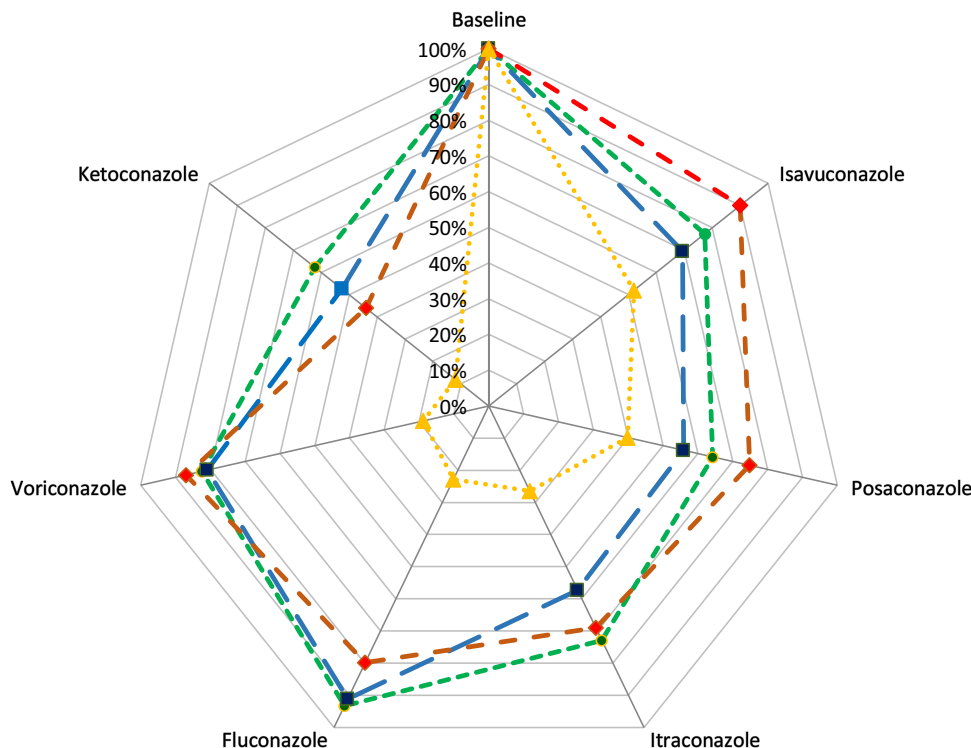 Baseline
100%
90%
80%
70%
60%
50%
40%
30%
20%
10%
0%
Isavuconazole
Posaconazole
Itraconazole
Fluconazole
Voriconazole
Ketoconazole